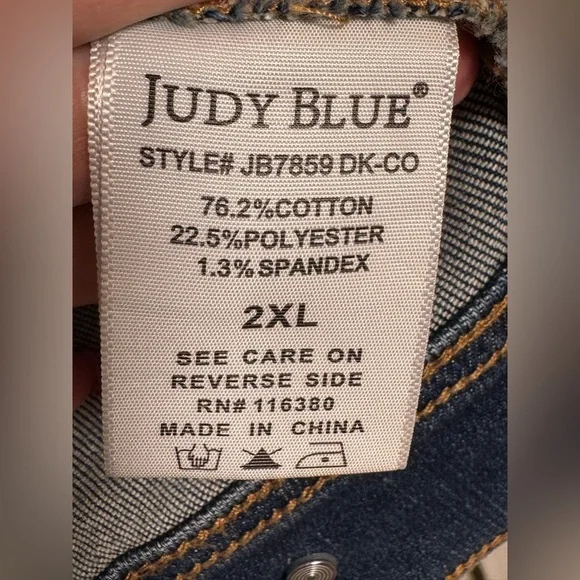 JUDY BLUE®
STYLE# JB7859 DK-CO
76.2%COTTON
22.5%POLYESTER
1.3%SPANDEX
2XL
SEE CARE ON
REVERSE SIDE
RN# 116380
MADE IN CHINA